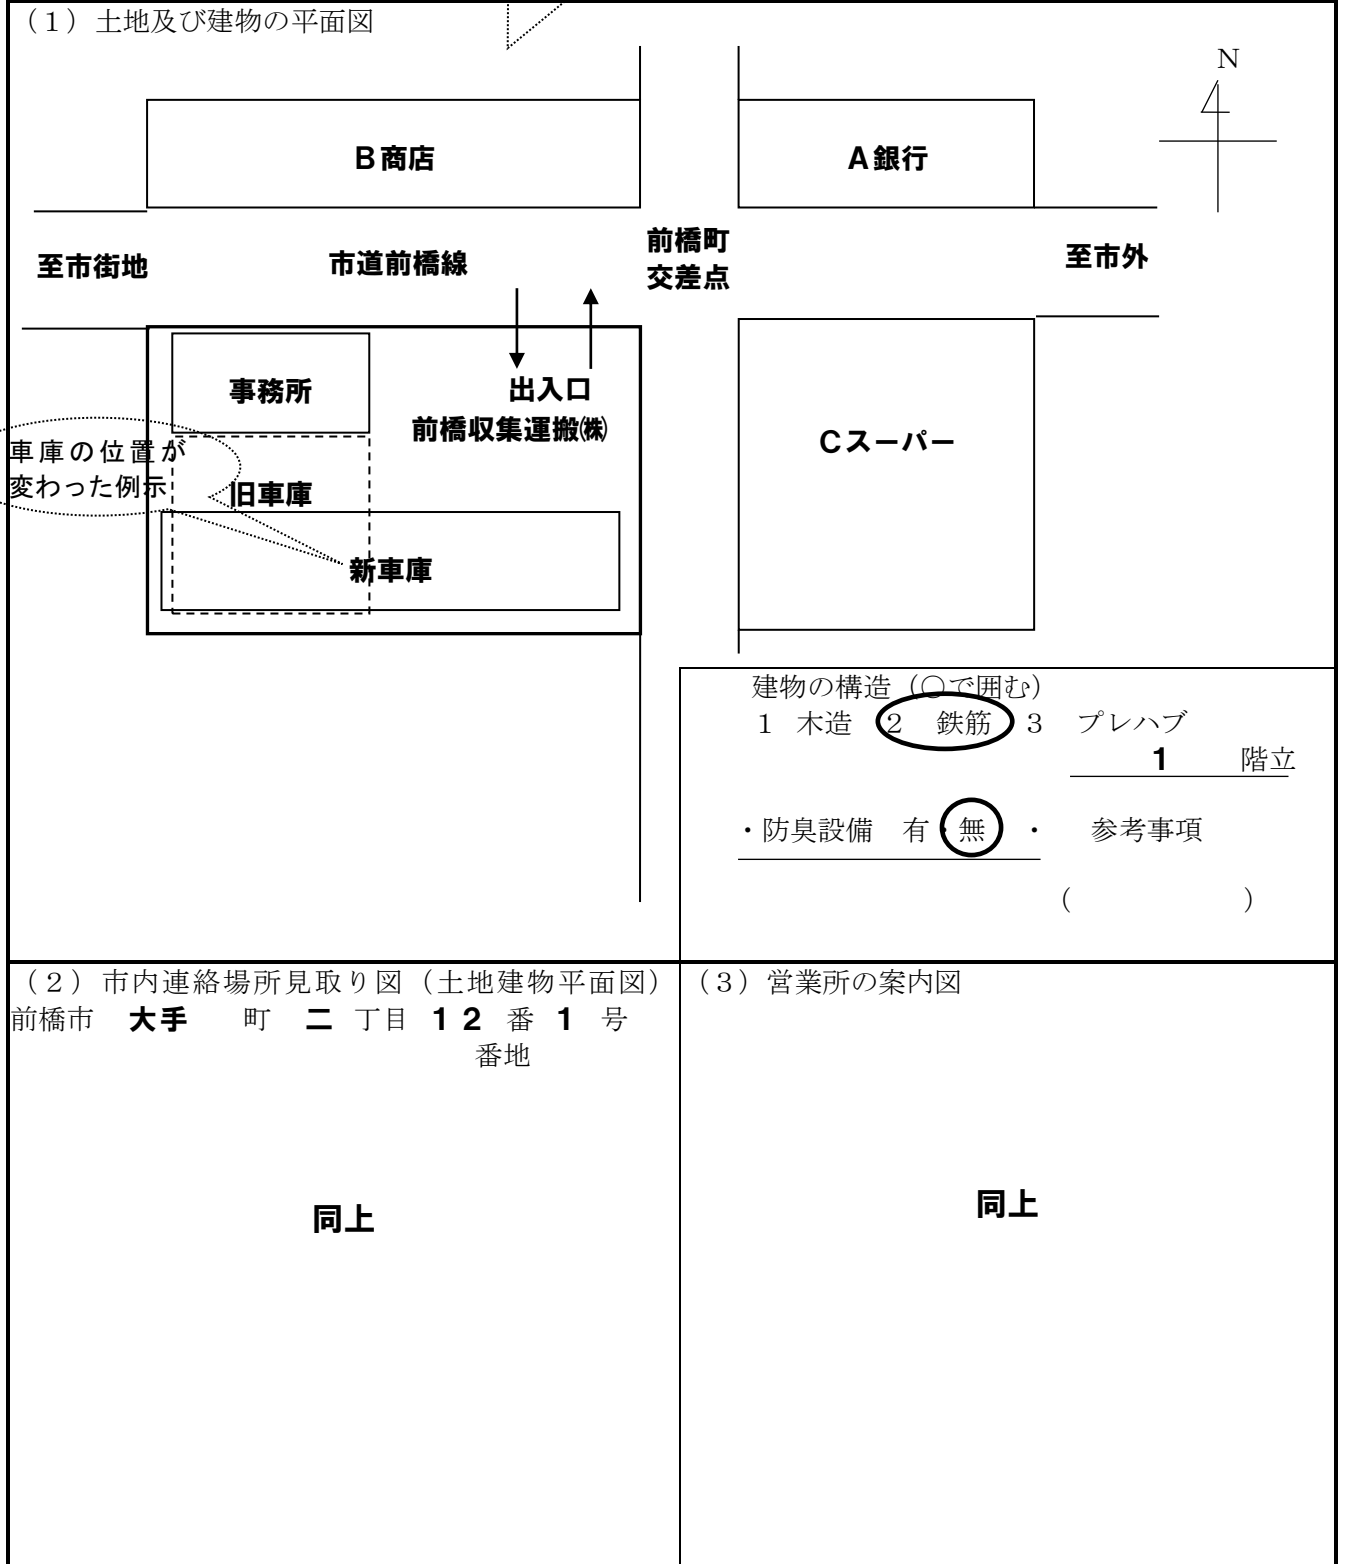 （１）土地及び建物の平面図
N
B商店
A銀行
至市街地
市道前橋線
前橋町
交差点
至市外
事務所
出入口
前橋収集運搬㈱
Cスーパー
車庫の位置が
変わった例示
旧車庫
新車庫
建物の構造（○で囲む）
１ 木造 ２ 鉄筋 ３ プレハブ
1 階立
・防臭設備 有・無 ・ 参考事項
（ ）
（２）市内連絡場所見取り図（土地建物平面図）
前橋市 大手 町 二 丁目 １２ 番 １ 号
番地
同上
（３）営業所の案内図
同上